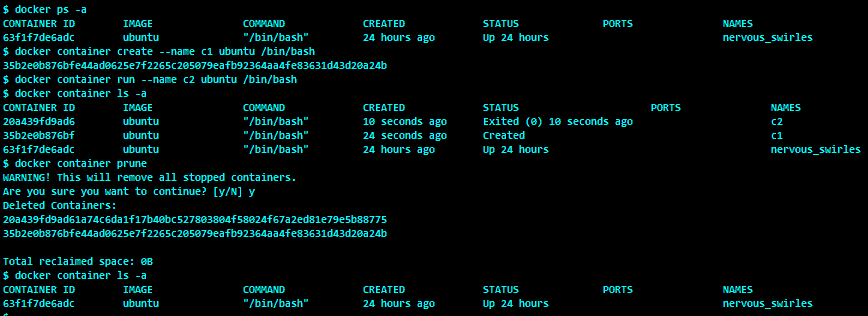 $ docker ps -a
CONTAINER ID IMAGE COMMAND CREATED STATUS PORTS NAMES
63f1f7de6adc ubuntu "/bin/bash" 24 hours ago Up 24 hours nervous_swirles
$ docker container create --name c1 ubuntu /bin/bash
35b2e0b876bfe44ad0625e7f2265c205079eafb92364aa4fe83631d43d20a24b
$ docker container run --name c2 ubuntu /bin/bash
$ docker container ls -a
CONTAINER ID IMAGE COMMAND CREATED STATUS PORTS NAMES
20a439fd9ad6 ubuntu "/bin/bash" 10 seconds ago Exited (0) 10 seconds ago c2
35b2e0b876bf ubuntu "/bin/bash" 24 seconds ago Created c1
63f1f7de6adc ubuntu "/bin/bash" 24 hours ago Up 24 hours nervous_swirles
$ docker container prune
WARNING! This will remove all stopped containers.
Are you sure you want to continue? [y/N] y
Deleted Containers:
20a439fd9ad61a74c6da1f17b40bc527803804f58024f67a2ed81e79e5b88775
35b2e0b876bfe44ad0625e7f2265c205079eafb92364aa4fe83631d43d20a24b
Total reclaimed space: 0B
$ docker container ls -a
CONTAINER ID IMAGE COMMAND CREATED STATUS PORTS NAMES
63f1f7de6adc ubuntu "/bin/bash" 24 hours ago Up 24 hours nervous_swirles
$